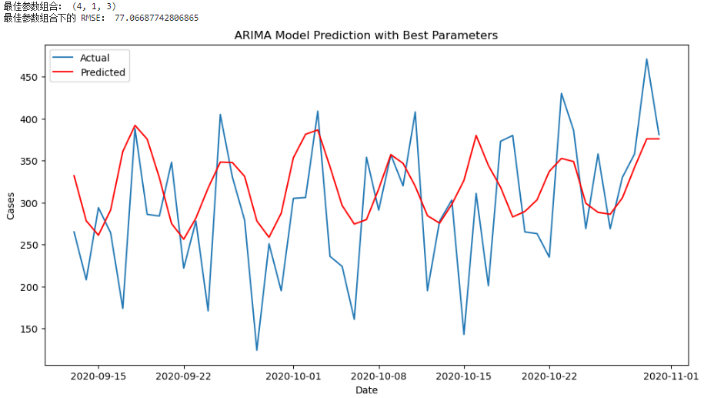 最佳参数组合: (4, 1, 3)
最佳参数组合下的 RMSE: 77.06687742806865
ARIMA Model Prediction with Best Parameters
Actual
Predicted
450
400
350
300
250
200
150
Cases
2020-09-15 2020-09-22 2020-10-01 2020-10-08 2020-10-15 2020-10-22 2020-11-01
Date